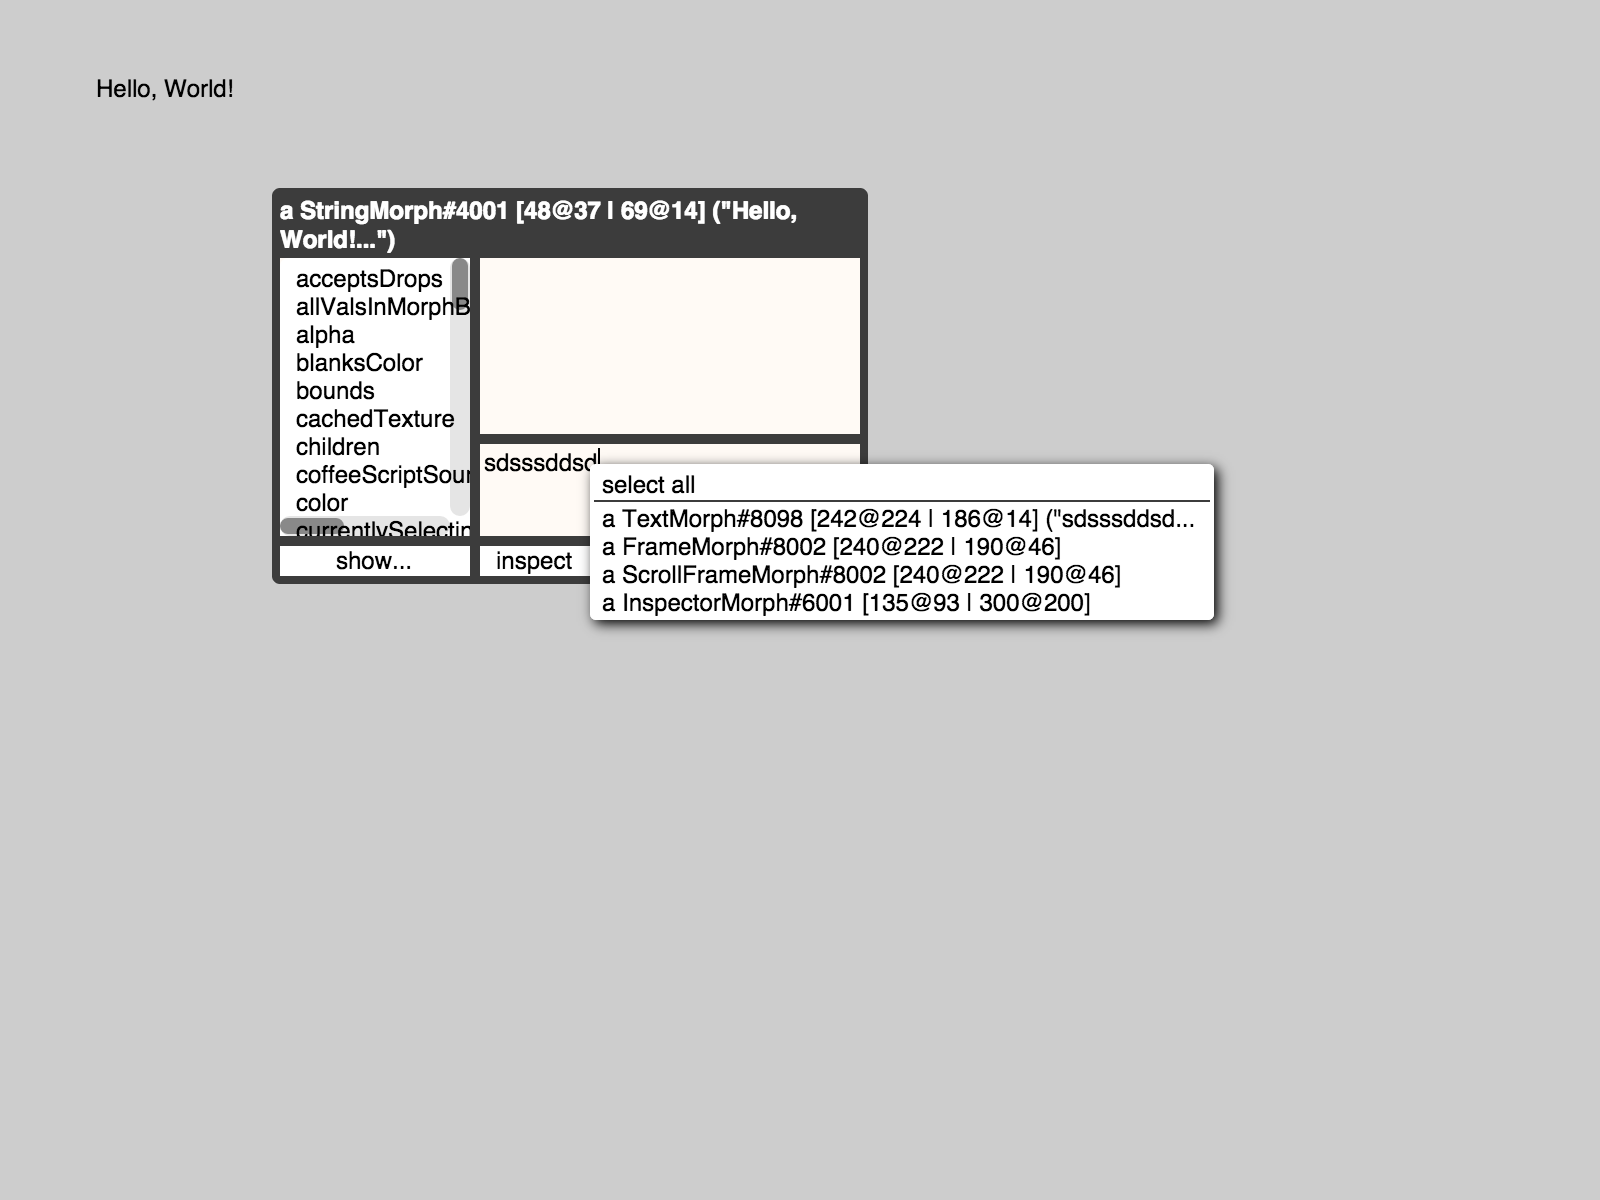 Hello, World!
a StringMorph#4001 [48@37 | 69@14] ("Hello,
World!...")
acceptsDrops
allValsInMorphB
alpha
blanksColor
bounds
cachedTexture
children
coffeeScriptSour
color
currentlySelectin
show...
sdsssddsd
inspect
select all
a TextMorph#8098 [242@224 | 186@14] ("sdsssddsd...
a FrameMorph#8002 [240@222 | 190@46]
a ScrollFrameMorph#8002 [240@222 | 190@46]
a InspectorMorph#6001 [135@93 | 300@200]